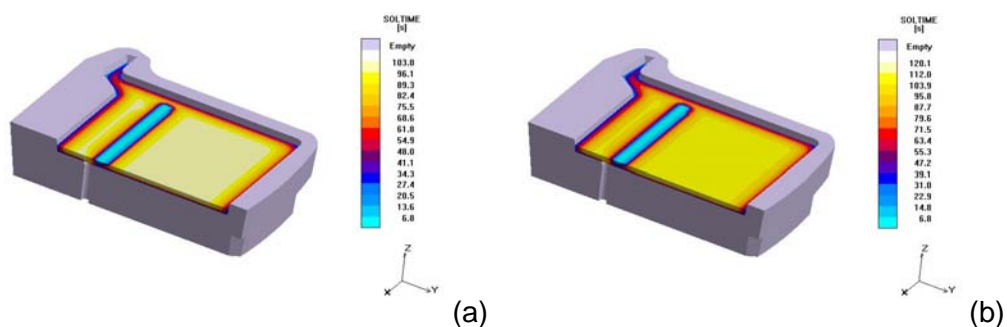 SOLTIME
[s]
Empty
103.0
96.1
89.3
82.4
75.5
68.6
61.8
54.9
48.0
41.1
34.3
27.4
20.5
13.6
6.8
Z
X
Y
(a)
SOLTIME
[s]
Empty
120.1
112.0
103.9
95.8
87.7
79.6
71.5
63.4
55.3
47.2
39.1
31.0
22.9
14.8
6.8
Z
X
Y
(b)